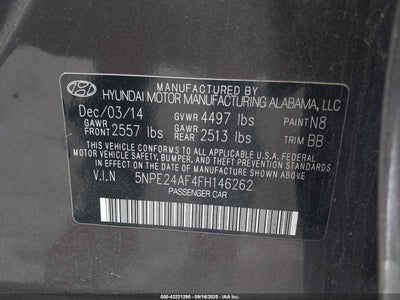 MANUFACTURED BY
HYUNDAI MOTOR MANUFACTURING ALABAMA, LLC
Dec/03/14 GVWR 4497 lbs PAINT N8
GAWR FRONT 2557 lbs GAWR REAR 2513 lbs TRIM BB
THIS VEHICLE CONFORMS TO ALL APPLICABLE U.S. FEDERAL
MOTOR VEHICLE SAFETY, BUMPER, AND THEFT PREVENTION
STANDARDS IN EFFECT ON THE DATE OF MANUFACTURE SHOWN ABOVE.
V.I.N 5NPE24AF4FH146262
PASSENGER CAR
000-43221290 - 09/16/2025 - IAA Holdings, LLC